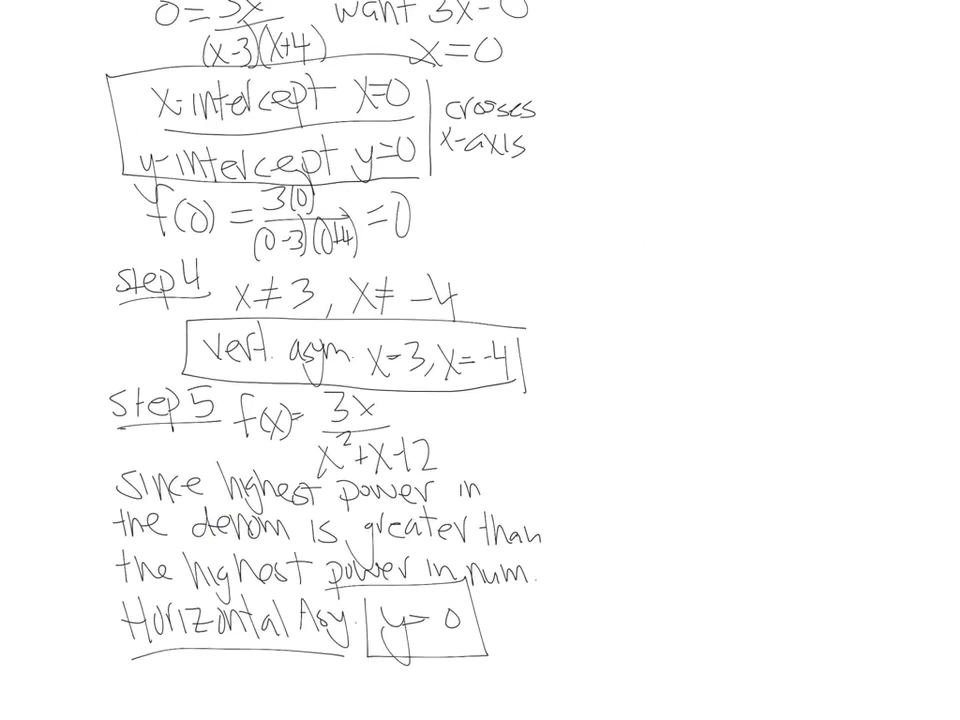 0 = 3x/(x-3)(x+4) want 3x=0
x=0
x-intercept x=0
y-intercept y=0
crosses
x-axis
f(0) = 3(0)/(0-3)(0+4) = 0
step 4 x≠3, x≠-4
vert. asym. x=3, x=-4
step 5 f(x)= 3x/x²+x-12
since highest power in
the denom is greater than
the highest power in num.
Horizontal Asy. y=0